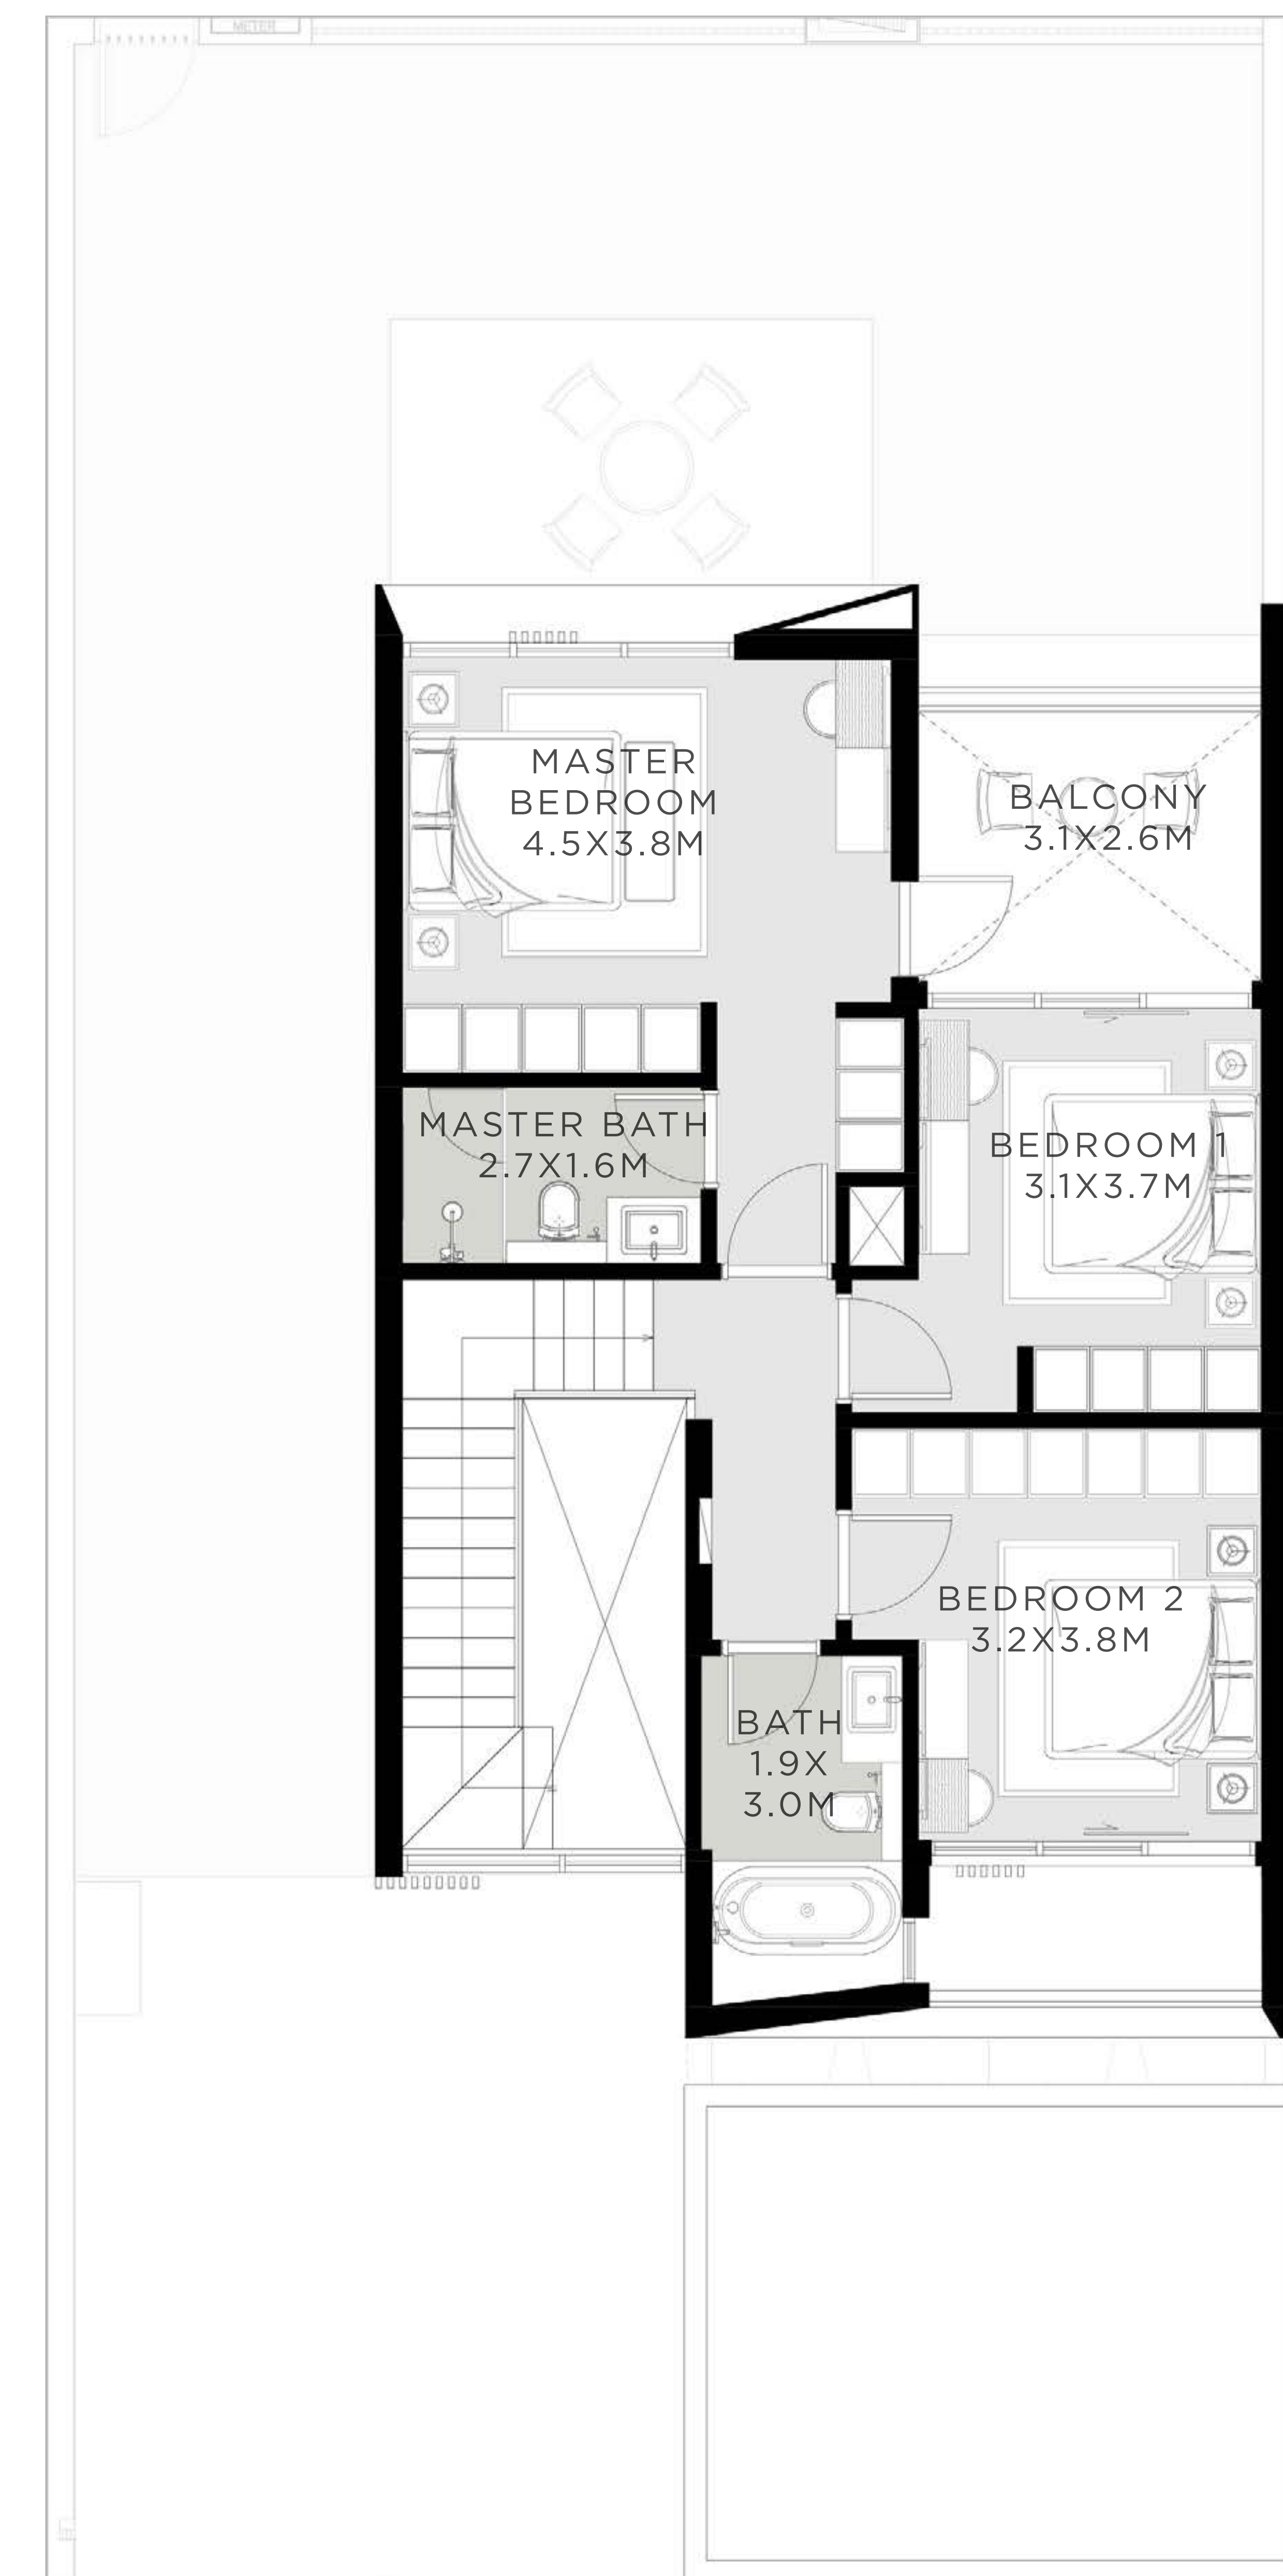 METER
MASTER
BEDROOM
4.5X3.8M
BALCONY
3.1X2.6M
MASTER BATH
2.7X1.6M
BEDROOM 1
3.1X3.7M
BEDROOM 2
3.2X3.8M
BATH
1.9X
3.0M